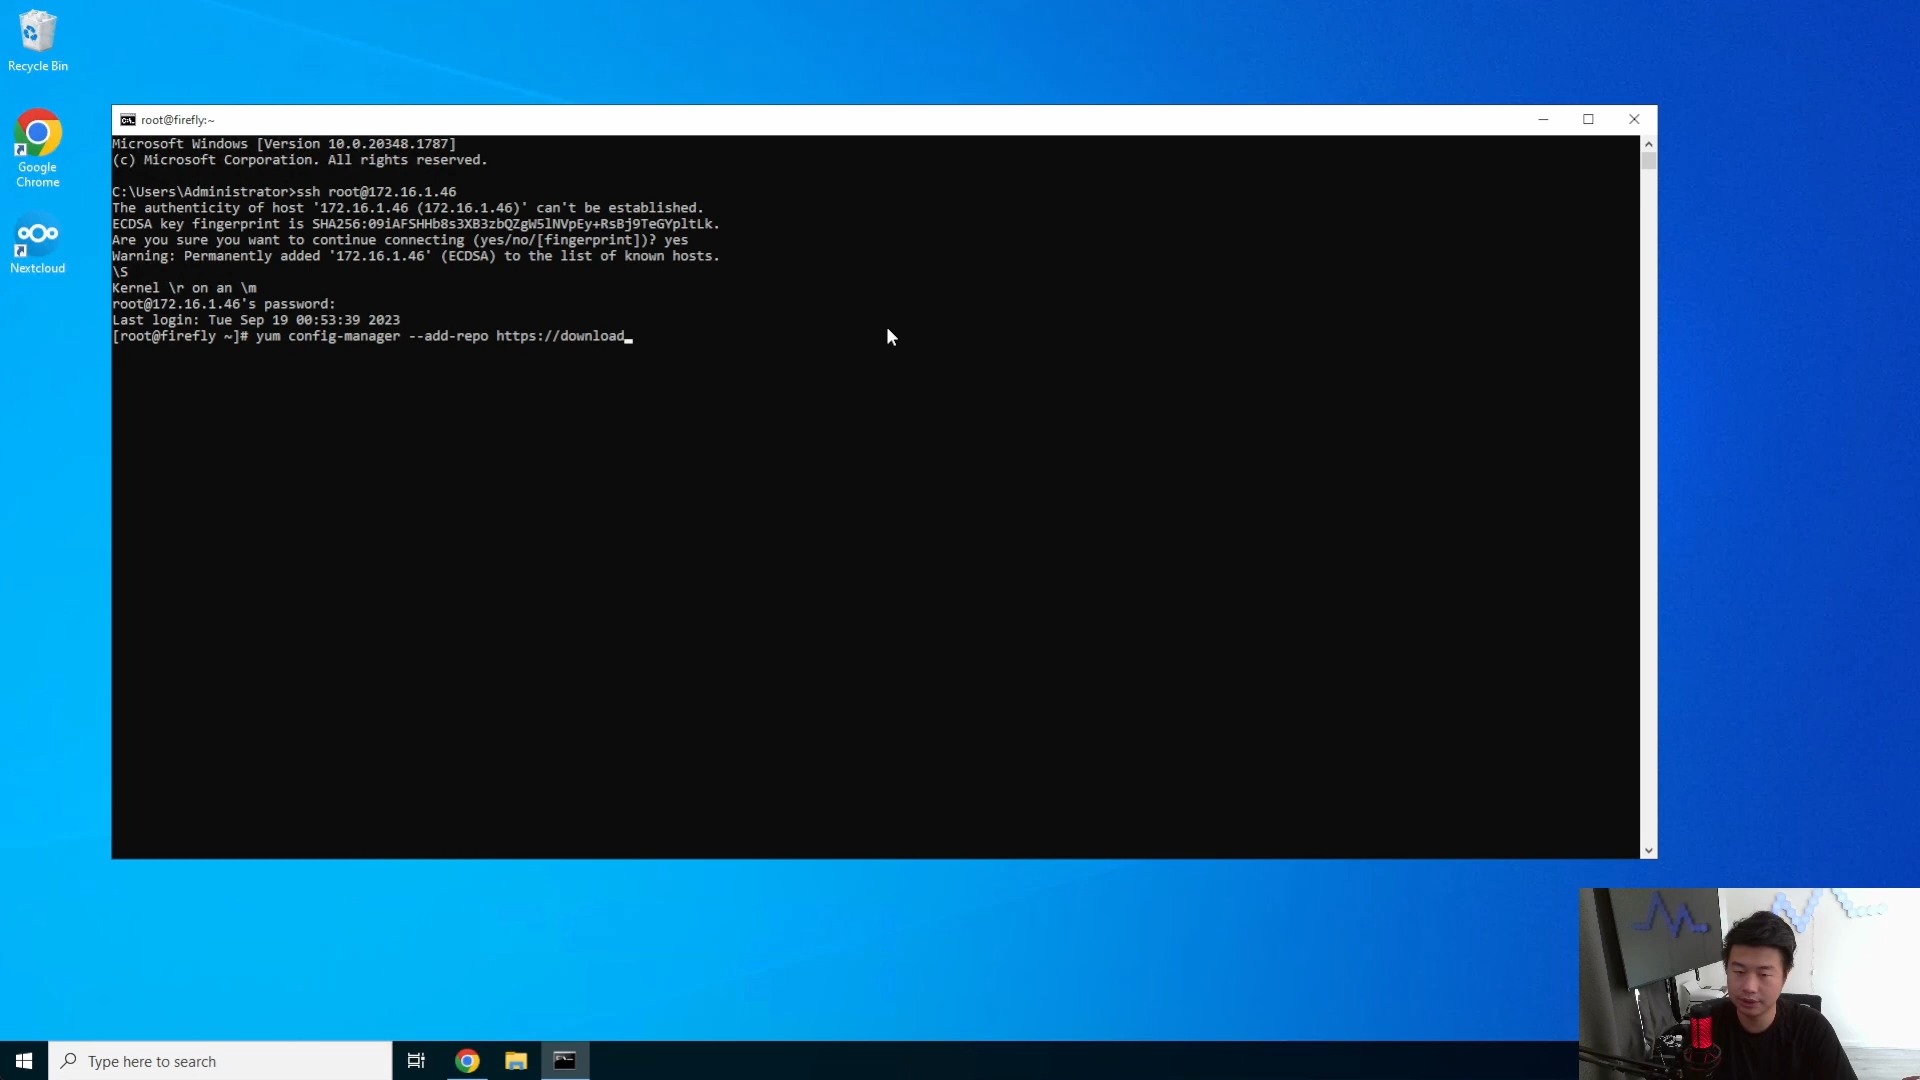 Recycle Bin
Google
Chrome
Nextcloud
root@firefly:~
Microsoft Windows [Version 10.0.20348.1787]
(c) Microsoft Corporation. All rights reserved.
C:\Users\Administrator>ssh root@172.16.1.46
The authenticity of host '172.16.1.46 (172.16.1.46)' can't be established.
ECDSA key fingerprint is SHA256:09iAFSHHb8s3XB3zbQZgW5lNVpEy+RsBj9TeGYpltLk.
Are you sure you want to continue connecting (yes/no/[fingerprint])? yes
Warning: Permanently added '172.16.1.46' (ECDSA) to the list of known hosts.
\S
Kernel \r on an \m
root@172.16.1.46's password:
Last login: Tue Sep 19 00:53:39 2023
[root@firefly ~]# yum config-manager --add-repo https://download
Type here to search